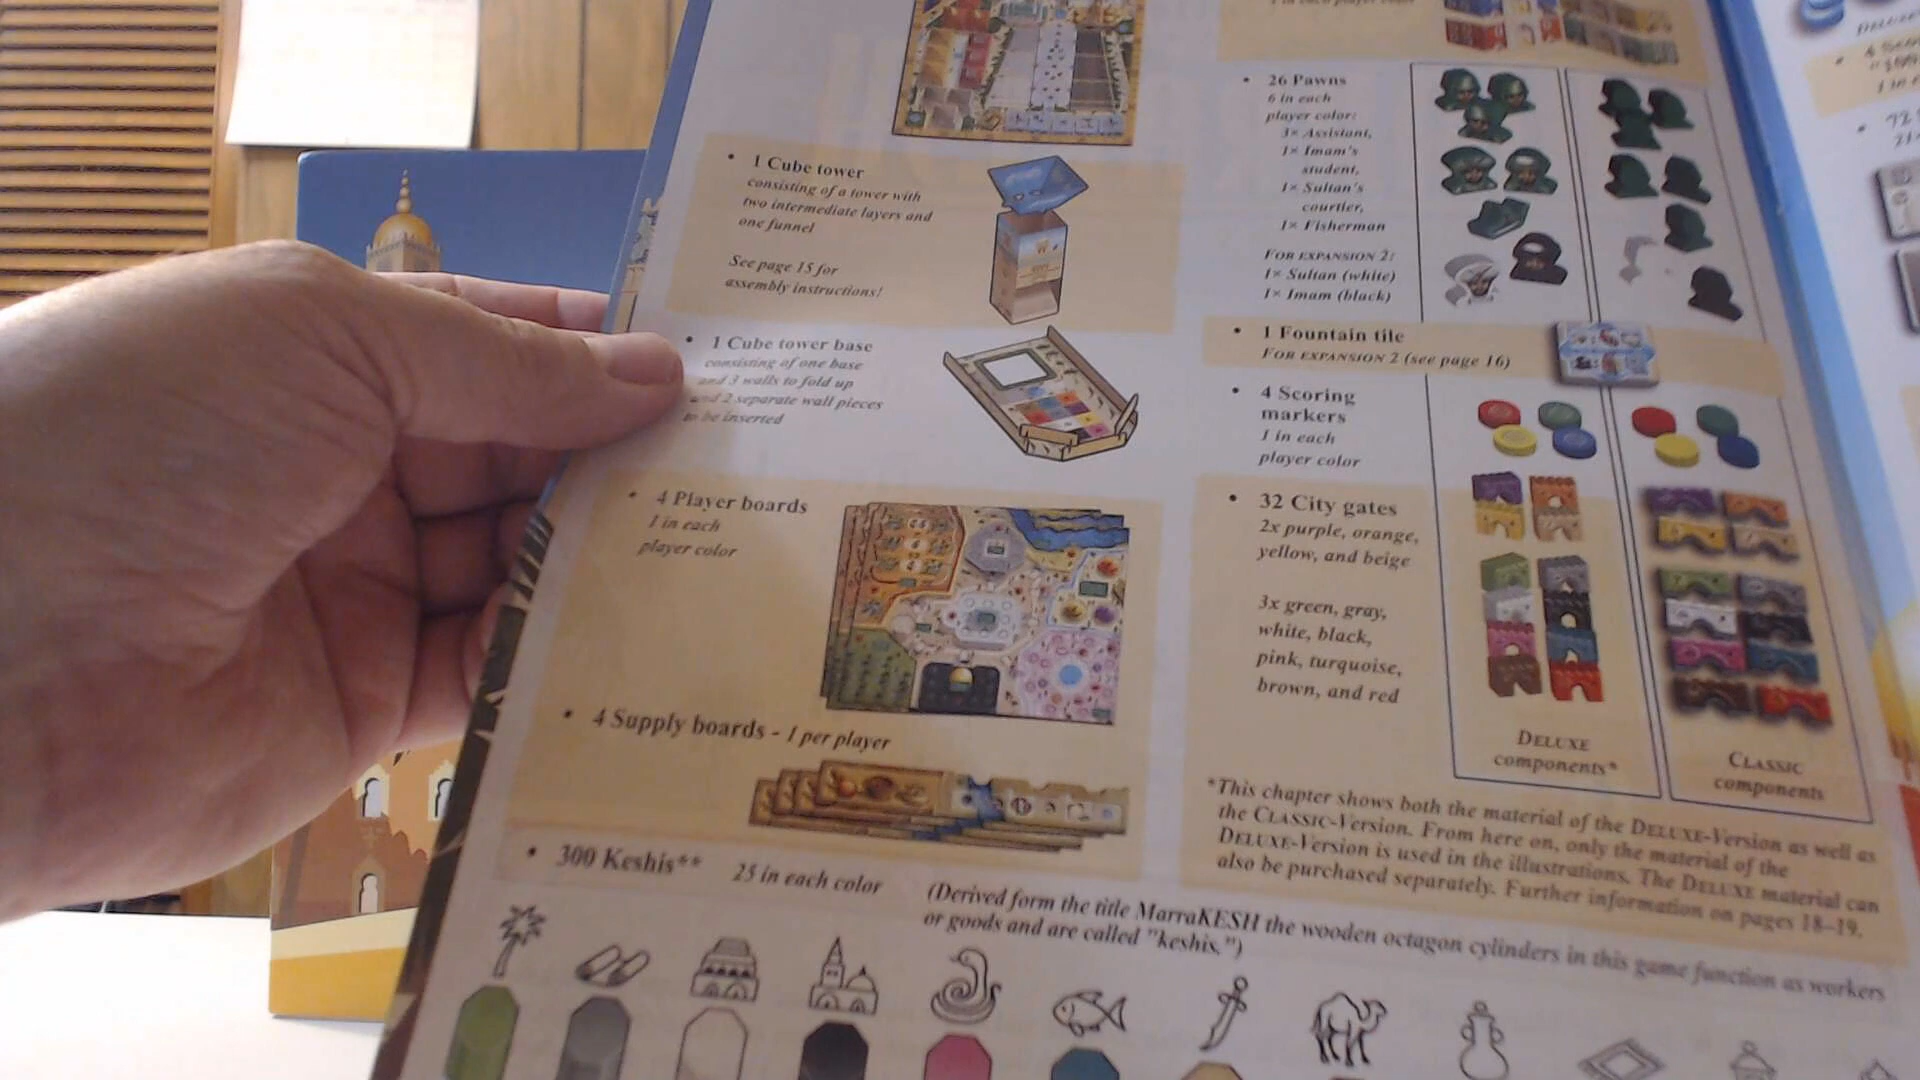 • 1 Cube tower
consisting of a tower with
two intermediate layers and
one funnel
See page 15 for
assembly instructions!
• 1 Cube tower base
consisting of one base
and 3 walls to fold up
and 2 separate wall pieces
to be inserted
• 4 Player boards
1 in each
player color
• 4 Supply boards - 1 per player
• 300 Keshis** 25 in each color
(Derived form the title MarraKESH the wooden octagon cylinders in this game function as workers
or goods and are called "keshis.")
1 in each player color
• 26 Pawns
6 in each
player color:
3× Assistant,
1× Imam's
student,
1× Sultan's
courtier,
1× Fisherman
FOR EXPANSION 2:
1× Sultan (white)
1× Imam (black)
• 1 Fountain tile
FOR EXPANSION 2 (see page 16)
• 4 Scoring
markers
1 in each
player color
• 32 City gates
2x purple, orange,
yellow, and beige
3x green, gray,
white, black,
pink, turquoise,
brown, and red
DELUXE
components*
CLASSIC
components
*This chapter shows both the material of the DELUXE-Version as well as
the CLASSIC-Version. From here on, only the material of the
DELUXE-Version is used in the illustrations. The DELUXE material can
also be purchased separately. Further information on pages 18–19.